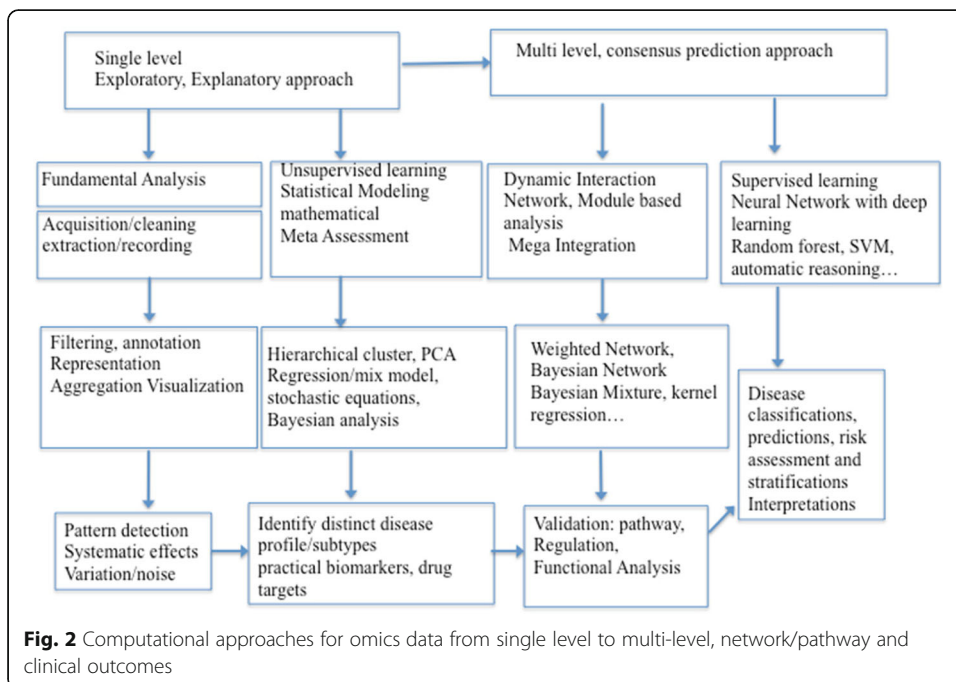 Single level
Exploratory, Explanatory approach
Multi level, consensus prediction approach
Fundamental Analysis
Acquisition/cleaning
extraction/recording
Unsupervised learning
Statistical Modeling
mathematical
Meta Assessment
Dynamic Interaction
Network, Module based
analysis
Mega Integration
Supervised learning
Neural Network with deep
learning
Random forest, SVM,
automatic reasoning…
Filtering, annotation
Representation
Aggregation Visualization
Hierarchical cluster, PCA
Regression/mix model,
stochastic equations,
Bayesian analysis
Weighted Network,
Bayesian Network
Bayesian Mixture, kernel
regression…
Disease
classifications,
predictions, risk
assessment and
stratifications
Interpretations
Pattern detection
Systematic effects
Variation/noise
Identify distinct disease
profile/subtypes
practical biomarkers, drug
targets
Validation: pathway,
Regulation,
Functional Analysis
Fig. 2 Computational approaches for omics data from single level to multi-level, network/pathway and
clinical outcomes